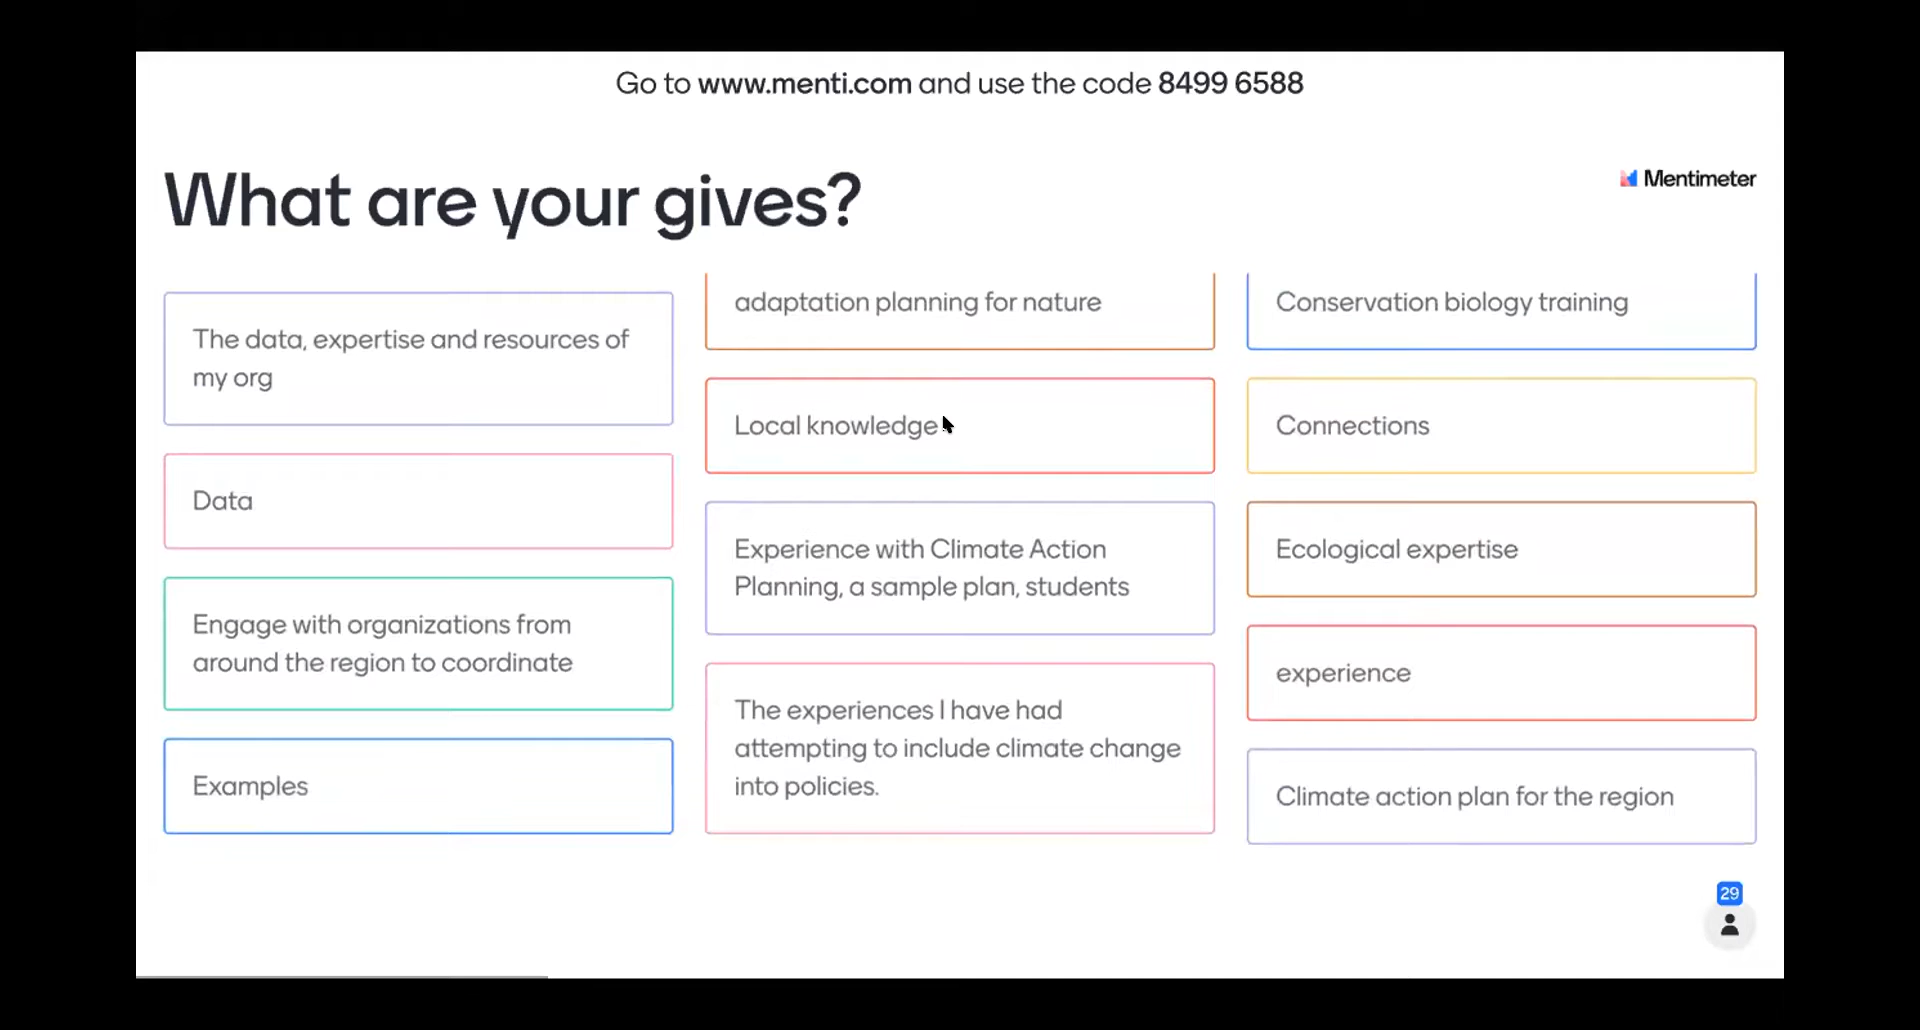 Go to www.menti.com and use the code 8499 6588
What are your gives?
Mentimeter
The data, expertise and resources of
my org
Data
Engage with organizations from
around the region to coordinate
Examples
adaptation planning for nature
Local knowledge
Experience with Climate Action
Planning, a sample plan, students
The experiences I have had
attempting to include climate change
into policies.
Conservation biology training
Connections
Ecological expertise
experience
Climate action plan for the region
29